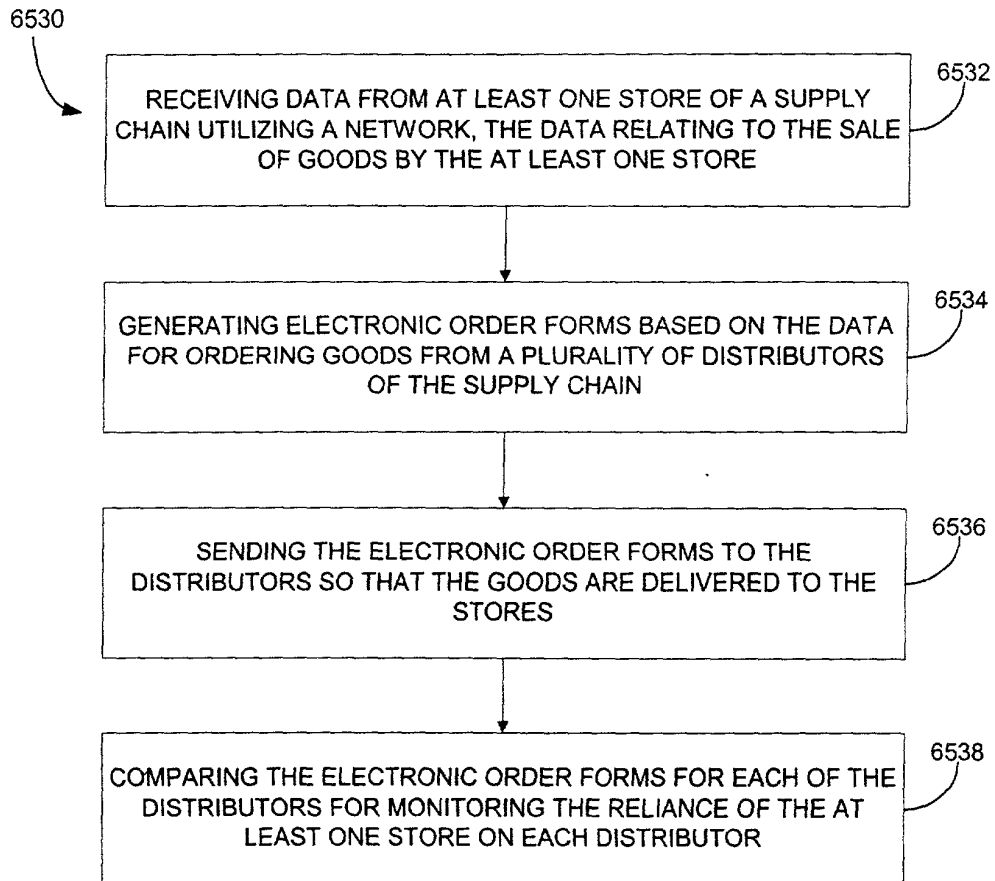 6530
6532
RECEIVING DATA FROM AT LEAST ONE STORE OF A SUPPLY
CHAIN UTILIZING A NETWORK, THE DATA RELATING TO THE SALE
OF GOODS BY THE AT LEAST ONE STORE
6534
GENERATING ELECTRONIC ORDER FORMS BASED ON THE DATA
FOR ORDERING GOODS FROM A PLURALITY OF DISTRIBUTORS
OF THE SUPPLY CHAIN
6536
SENDING THE ELECTRONIC ORDER FORMS TO THE
DISTRIBUTORS SO THAT THE GOODS ARE DELIVERED TO THE
STORES
6538
COMPARING THE ELECTRONIC ORDER FORMS FOR EACH OF THE
DISTRIBUTORS FOR MONITORING THE RELIANCE OF THE AT
LEAST ONE STORE ON EACH DISTRIBUTOR